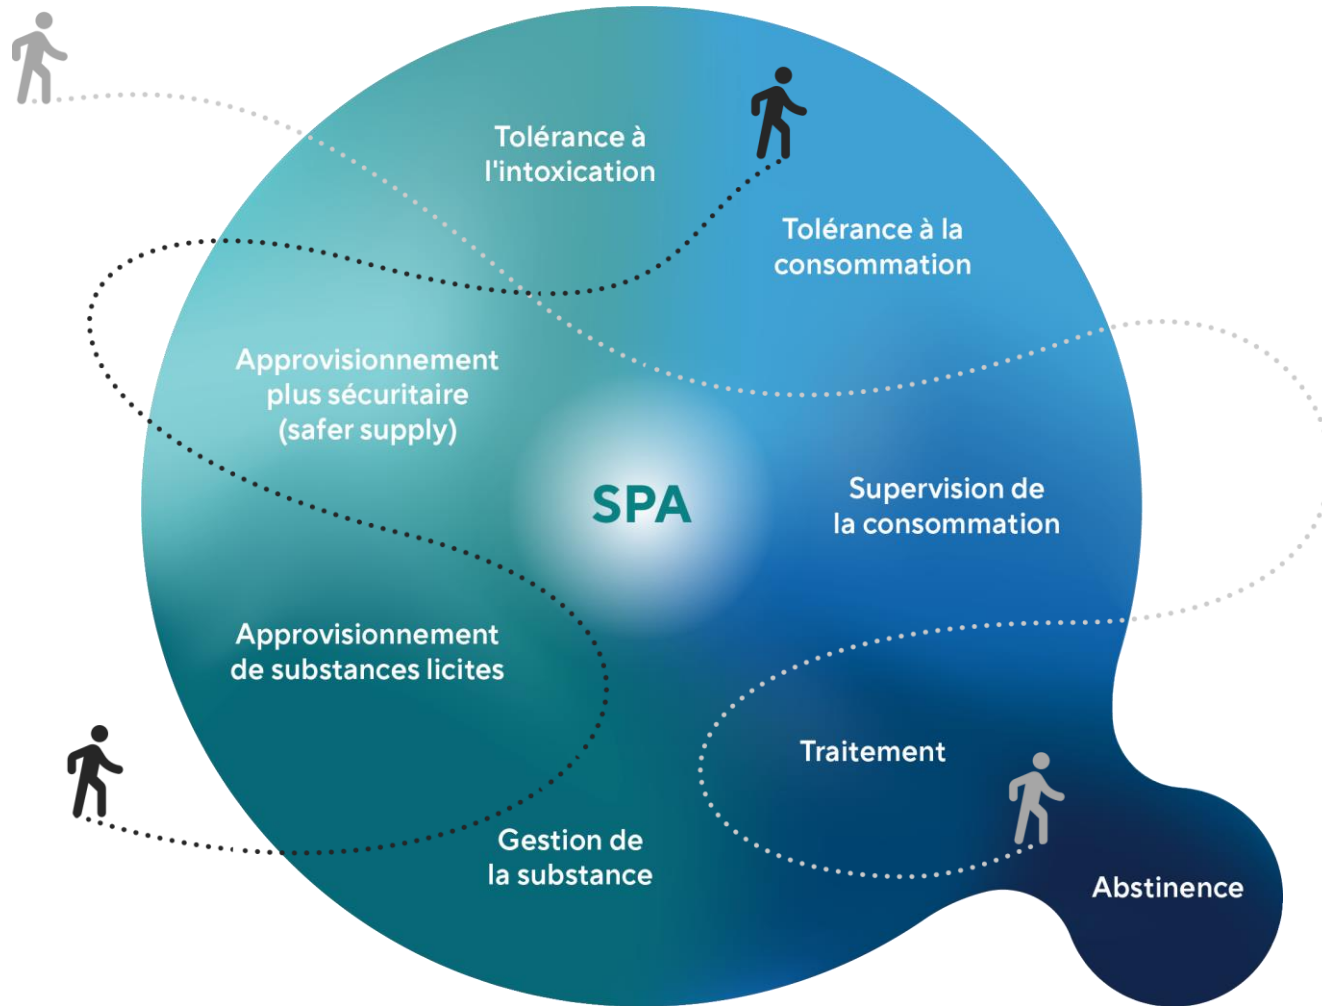 Tolérance à
l'intoxication
Tolérance à la
consommation
Approvisionnement
plus sécuritaire
(safer supply)
SPA
Supervision de
la consommation
Approvisionnement
de substances licites
Traitement
Gestion de
la substance
Abstinence